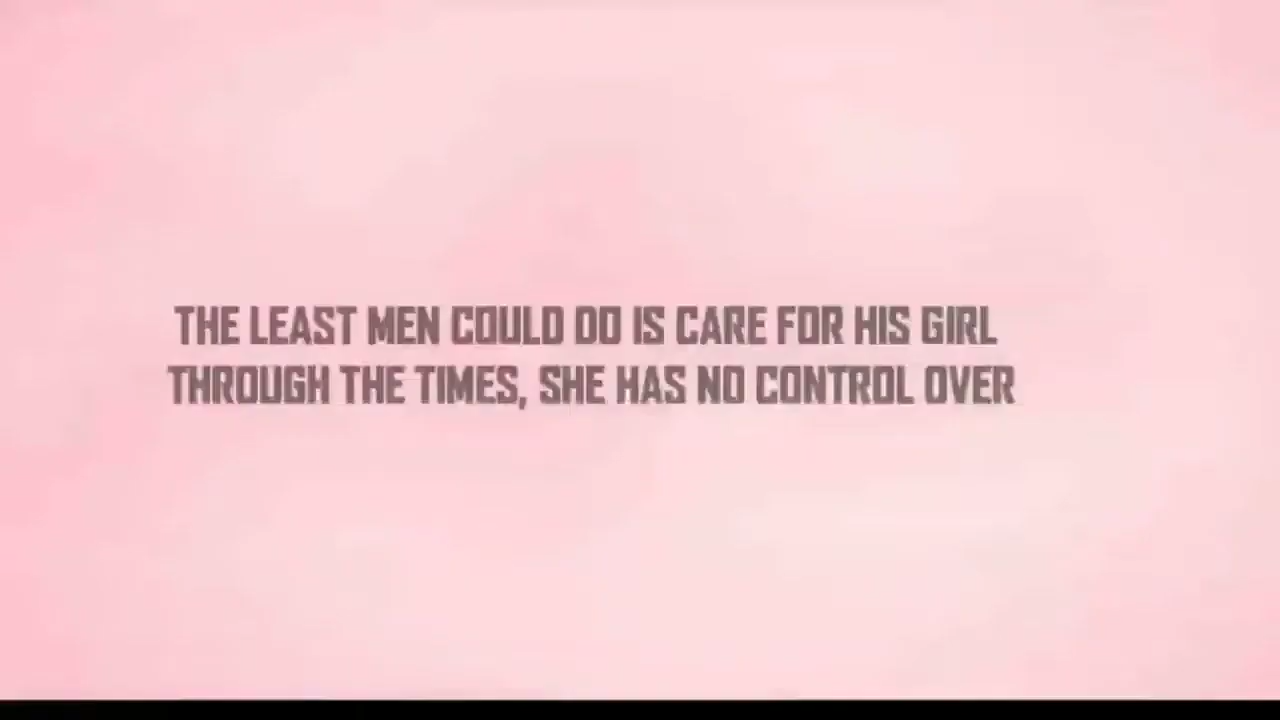 THE LEAST MEN COULD DO IS CARE FOR HIS GIRL
THROUGH THE TIMES, SHE HAS NO CONTROL OVER